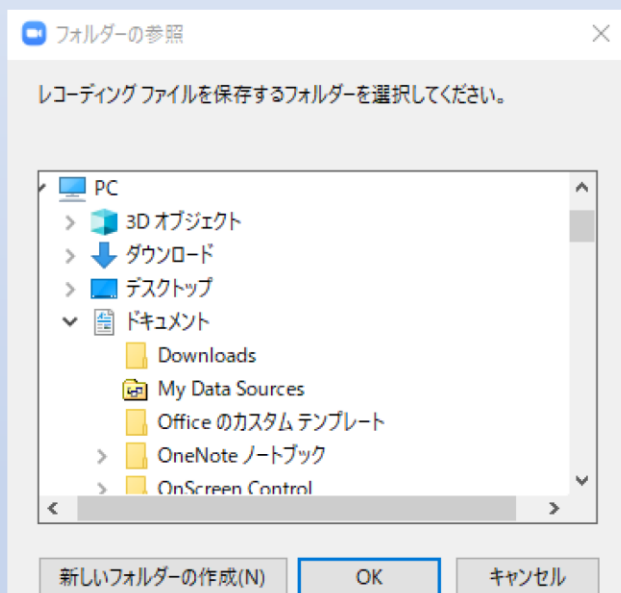 フォルダーの参照
レコーディング ファイルを保存するフォルダーを選択してください。
PC
3D オブジェクト
ダウンロード
デスクトップ
ドキュメント
Downloads
My Data Sources
Office のカスタム テンプレート
OneNote ノートブック
OnScreen Control
新しいフォルダーの作成(N)
OK
キャンセル